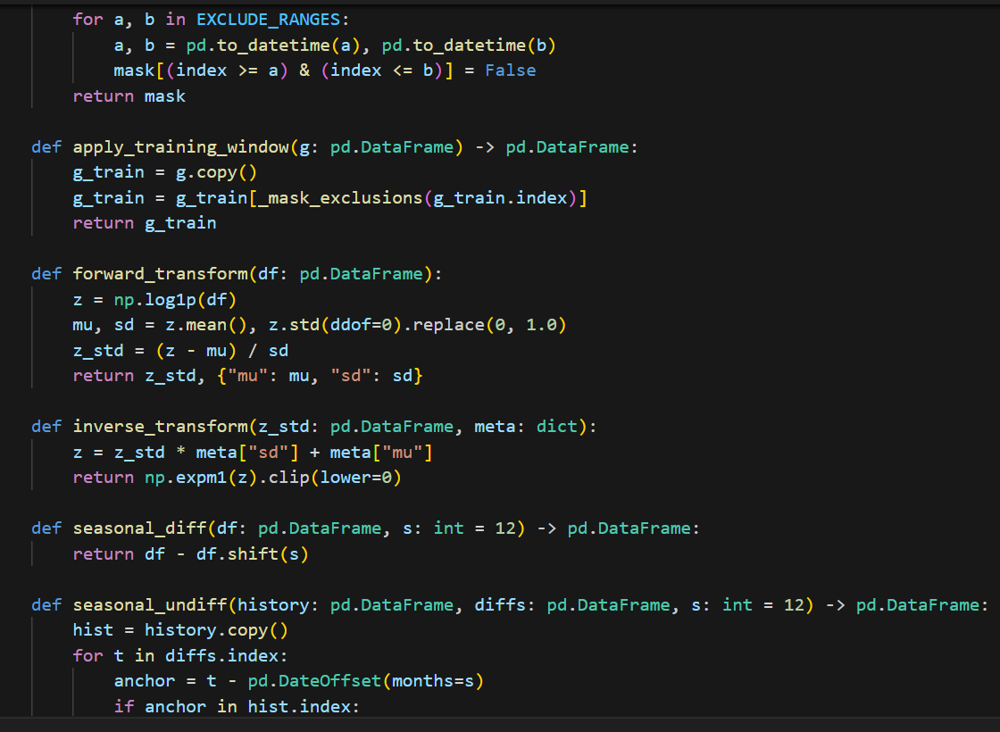 for a, b in EXCLUDE_RANGES:
a, b = pd.to_datetime(a), pd.to_datetime(b)
mask[(index >= a) & (index <= b)] = False
return mask
def apply_training_window(g: pd.DataFrame) -> pd.DataFrame:
g_train = g.copy()
g_train = g_train[_mask_exclusions(g_train.index)]
return g_train
def forward_transform(df: pd.DataFrame):
z = np.log1p(df)
mu, sd = z.mean(), z.std(ddof=0).replace(0, 1.0)
z_std = (z - mu) / sd
return z_std, {"mu": mu, "sd": sd}
def inverse_transform(z_std: pd.DataFrame, meta: dict):
z = z_std * meta["sd"] + meta["mu"]
return np.expm1(z).clip(lower=0)
def seasonal_diff(df: pd.DataFrame, s: int = 12) -> pd.DataFrame:
return df - df.shift(s)
def seasonal_undiff(history: pd.DataFrame, diffs: pd.DataFrame, s: int = 12) -> pd.DataFrame:
hist = history.copy()
for t in diffs.index:
anchor = t - pd.DateOffset(months=s)
if anchor in hist.index: